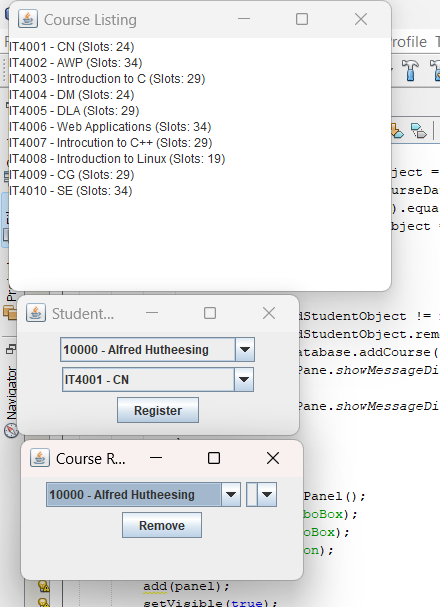 Course Listing
IT4001 - CN (Slots: 24)
IT4002 - AWP (Slots: 34)
IT4003 - Introduction to C (Slots: 29)
IT4004 - DM (Slots: 24)
IT4005 - DLA (Slots: 29)
IT4006 - Web Applications (Slots: 34)
IT4007 - Introcution to C++ (Slots: 29)
IT4008 - Introduction to Linux (Slots: 19)
IT4009 - CG (Slots: 29)
IT4010 - SE (Slots: 34)
rofile T
ject =
urseDa
).equa
bject =
Student...
10000 - Alfred Hutheesing
IT4001 - CN
Register
dStudentObject !=
dStudentObject.rem
atabase.addCourse(
Pane.showMessageDi
Pane.showMessageDi
Navigator
Course R...
10000 - Alfred Hutheesing
Remove
Panel();
boBox);
oBox);
on);
add(panel);
setVisible(true);